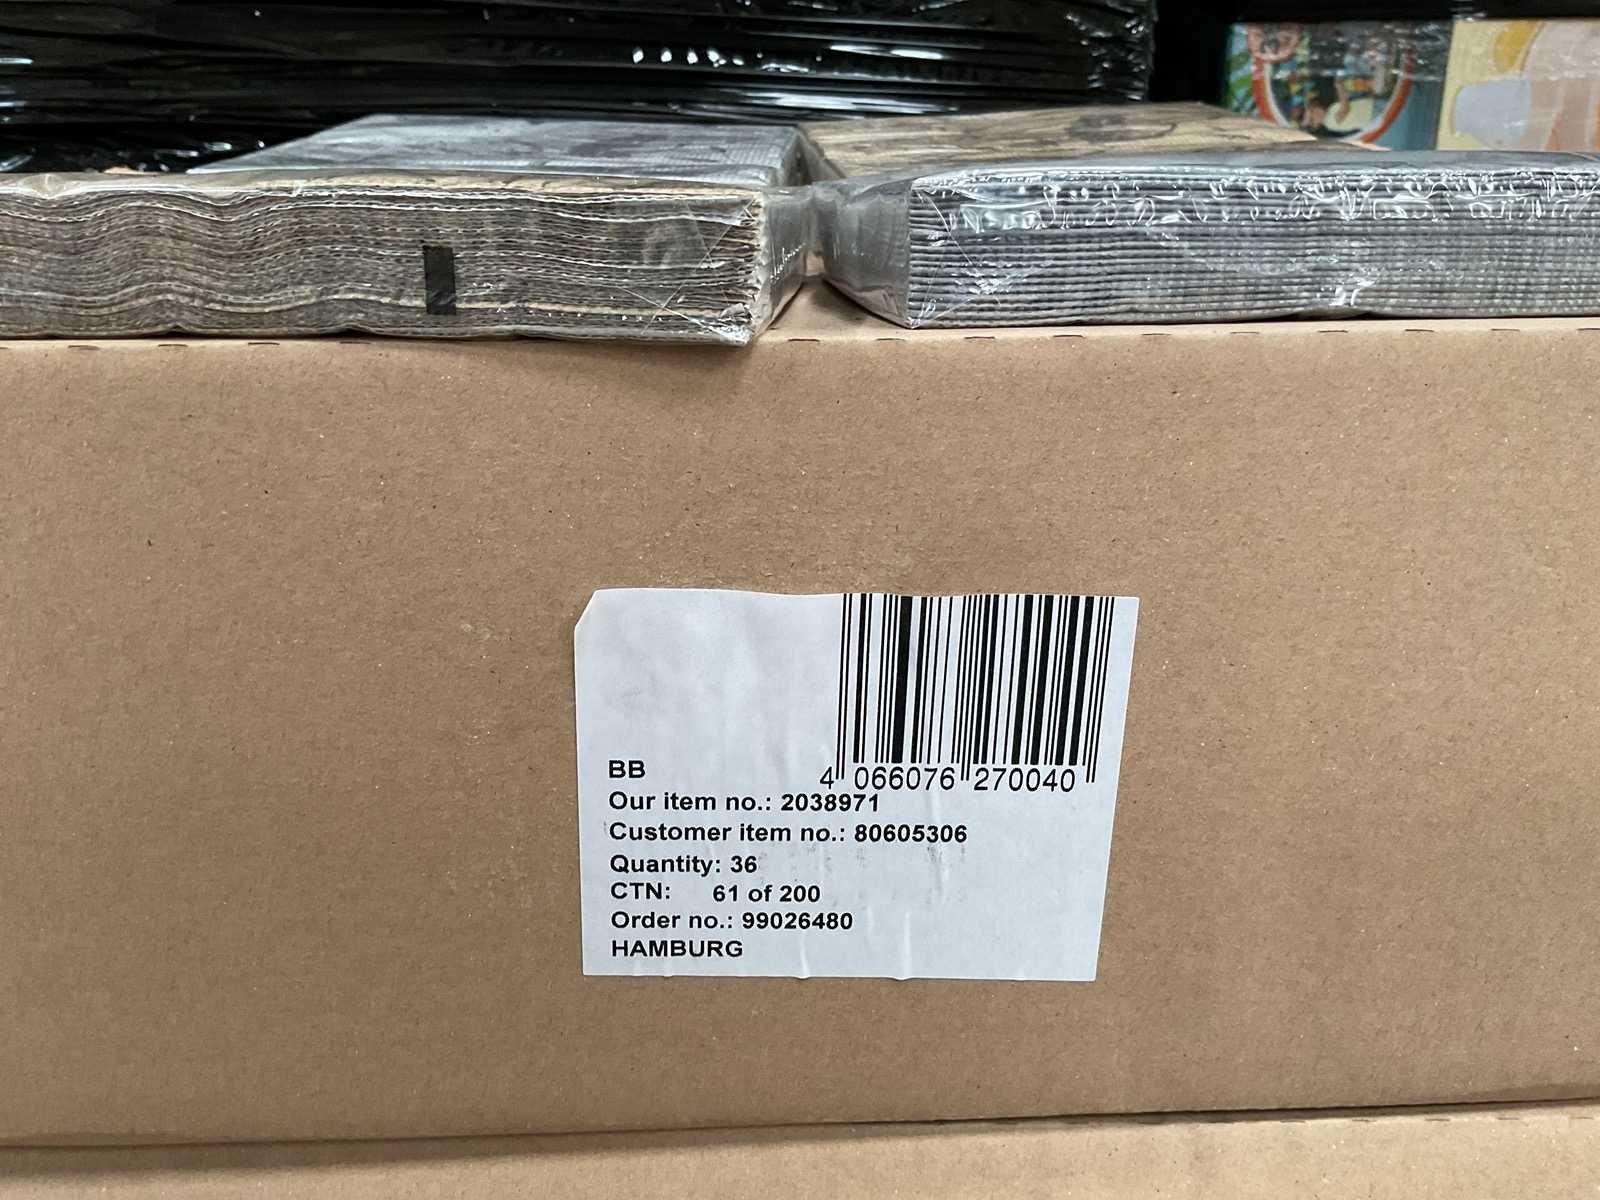 4 066076 270040
BB
Our item no.: 2038971
Customer item no.: 80605306
Quantity: 36
CTN: 61 of 200
Order no.: 99026480
HAMBURG